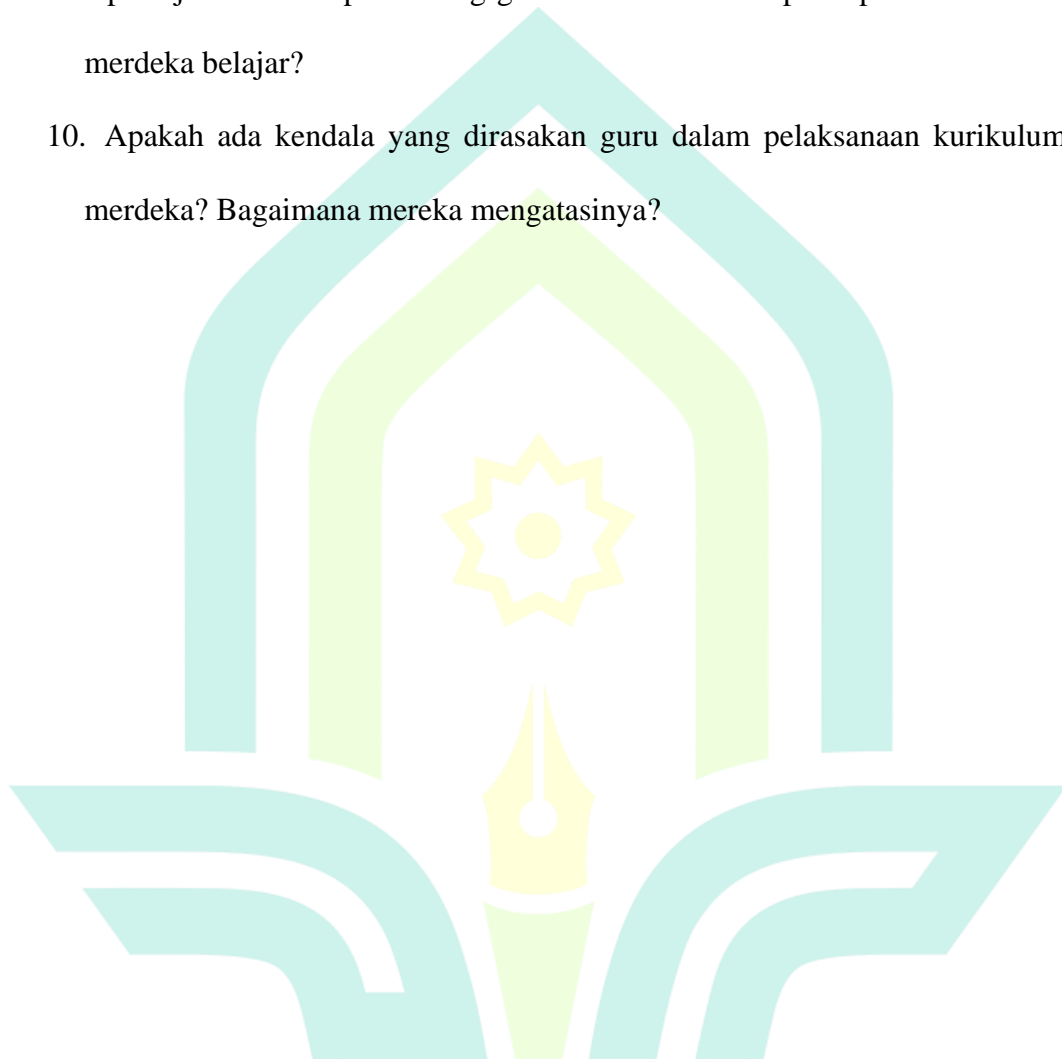 merdeka belajar?
10. Apakah ada kendala yang dirasakan guru dalam pelaksanaan kurikulum
merdeka? Bagaimana mereka mengatasinya?